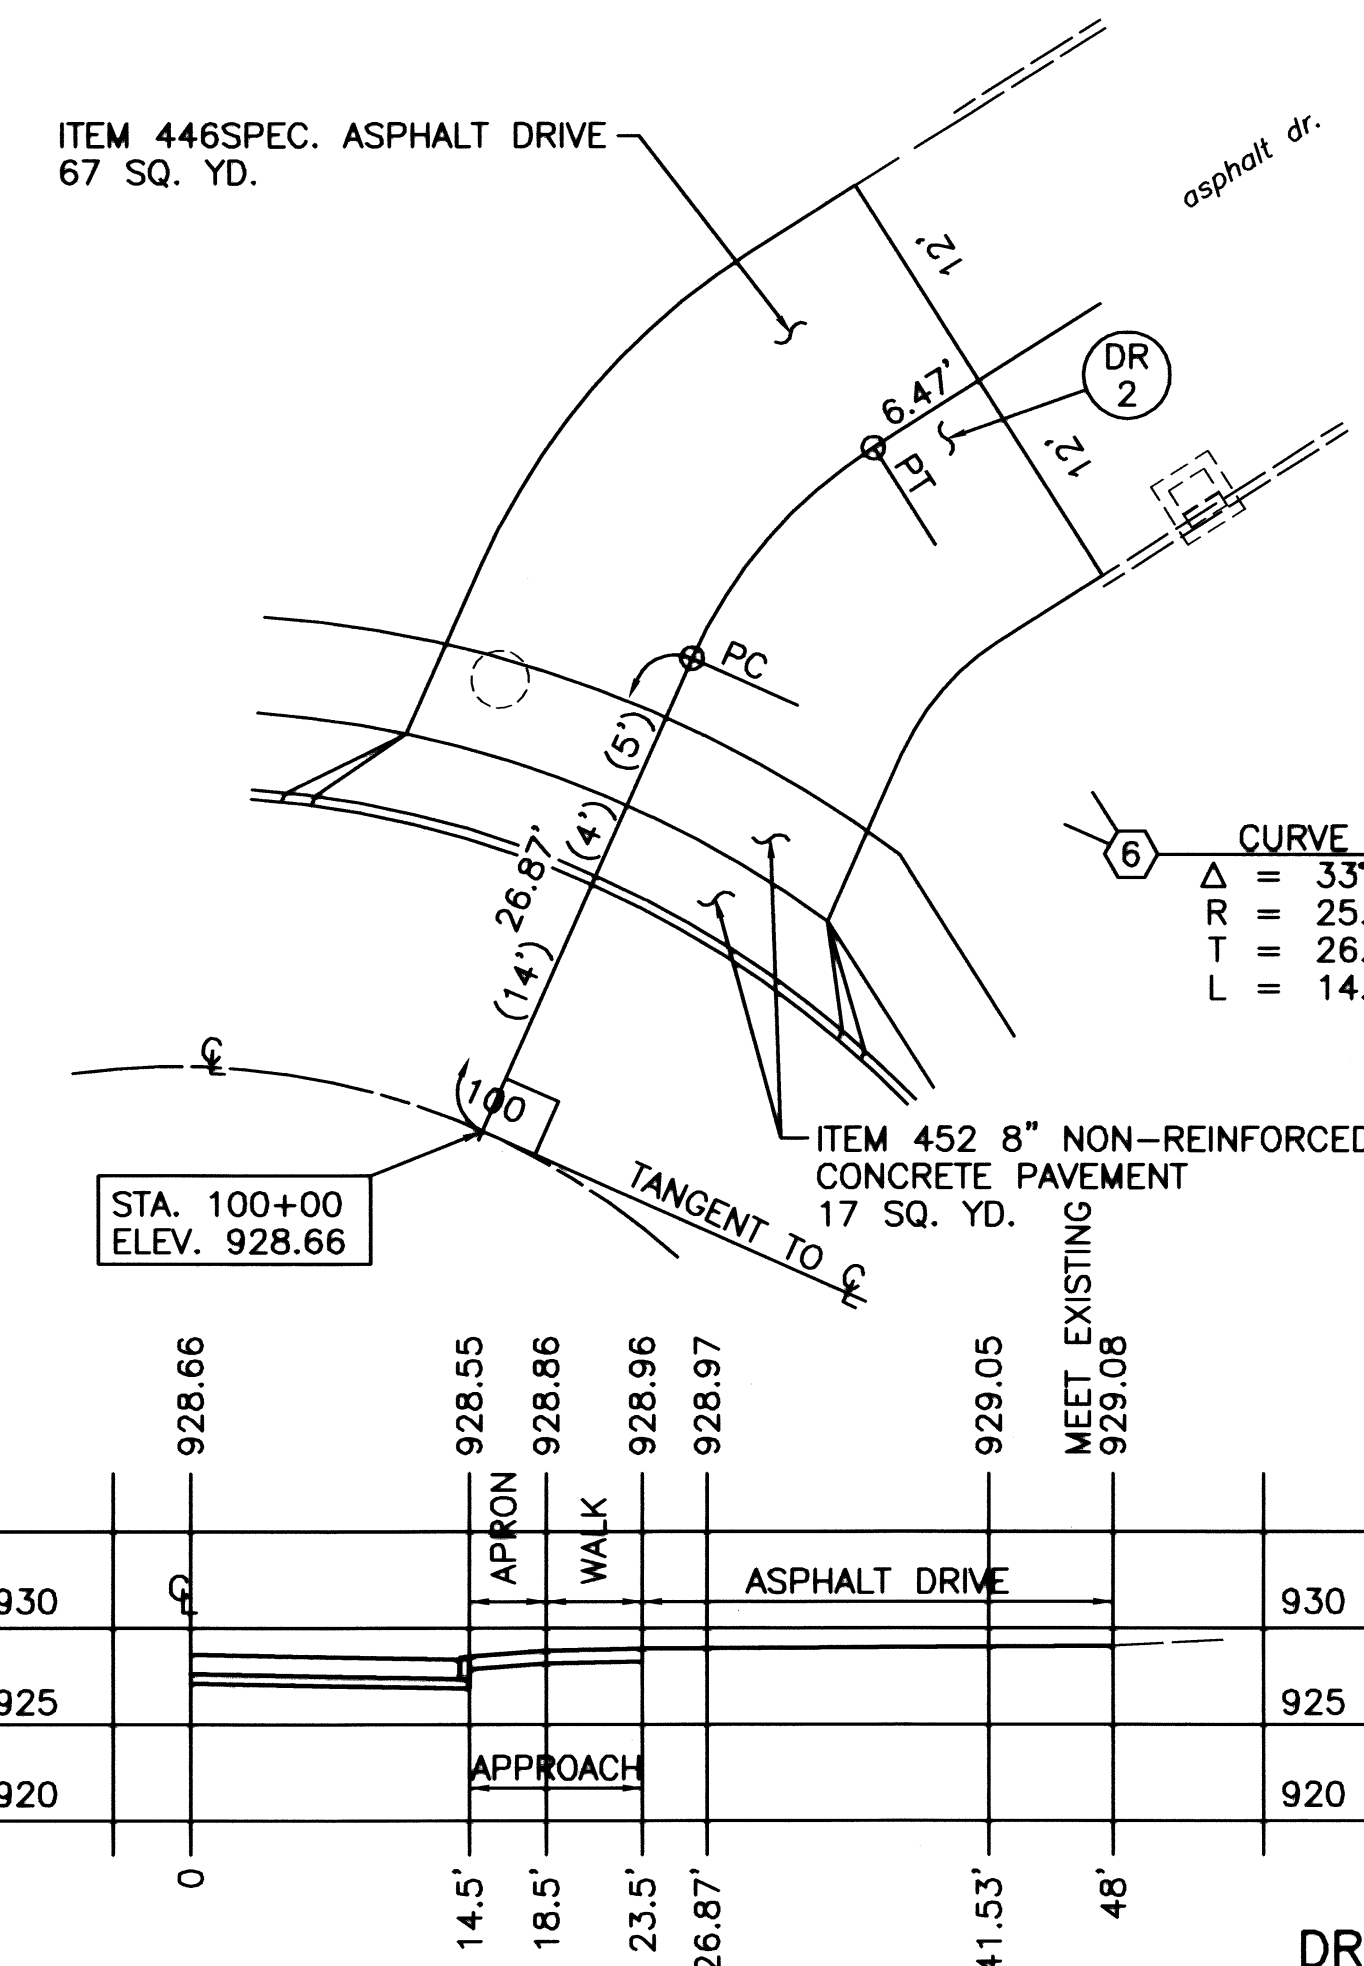 ITEM 446SPEC. ASPHALT DRIVE
67 SQ. YD.
asphalt dr.
12'
DR
2
6.47'
12'
PT
PC
(5')
(4')
26.87'
(14')
6
CURVE
Δ = 33°
R = 25.
T = 26.
L = 14.
℄
100
ITEM 452 8" NON-REINFORCED
CONCRETE PAVEMENT
17 SQ. YD.
STA. 100+00
ELEV. 928.66
TANGENT TO ℄
928.66
928.55
928.86
928.96
928.97
929.05
MEET EXISTING
929.08
APRON
WALK
℄
ASPHALT DRIVE
930
930
925
925
APPROACH
920
920
0
14.5'
18.5'
23.5'
26.87'
41.53'
48'
DR